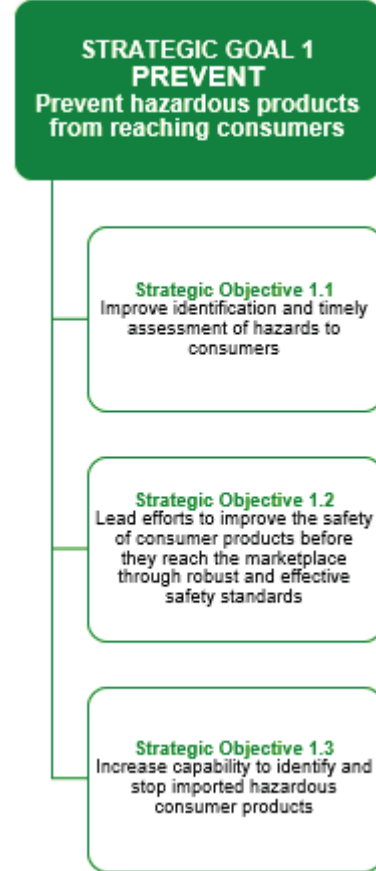 STRATEGIC GOAL 1
PREVENT
Prevent hazardous products
from reaching consumers
Strategic Objective 1.1
Improve identification and timely
assessment of hazards to
consumers
Strategic Objective 1.2
Lead efforts to improve the safety
of consumer products before
they reach the marketplace
through robust and effective
safety standards
Strategic Objective 1.3
Increase capability to identify and
stop imported hazardous
consumer products